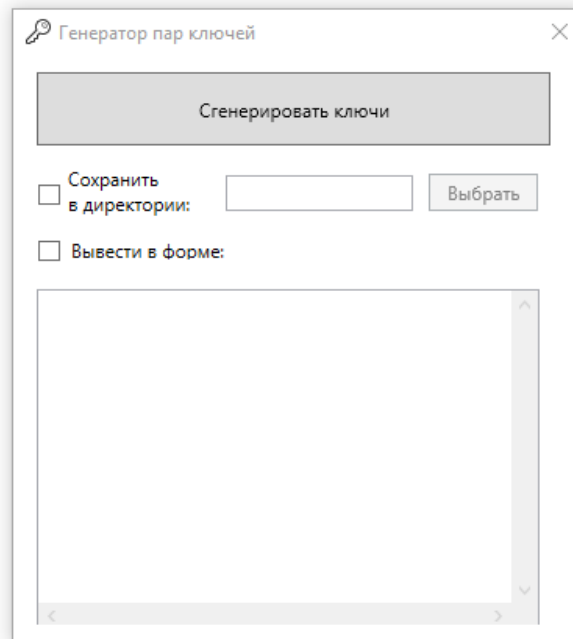 Генератор пар ключей
Сгенерировать ключи
Сохранить
в директории:
Выбрать
Вывести в форме: